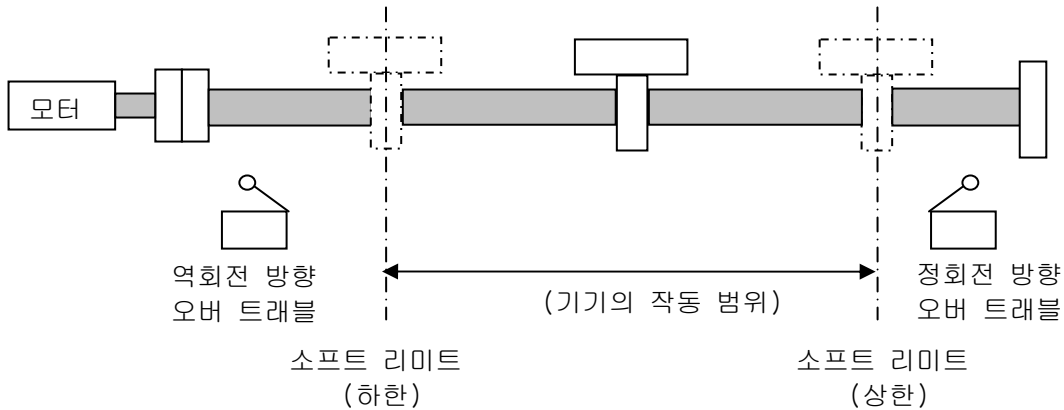 모터
역회전 방향
오버 트래블
(기기의 작동 범위)
정회전 방향
오버 트래블
소프트 리미트
(하한)
소프트 리미트
(상한)